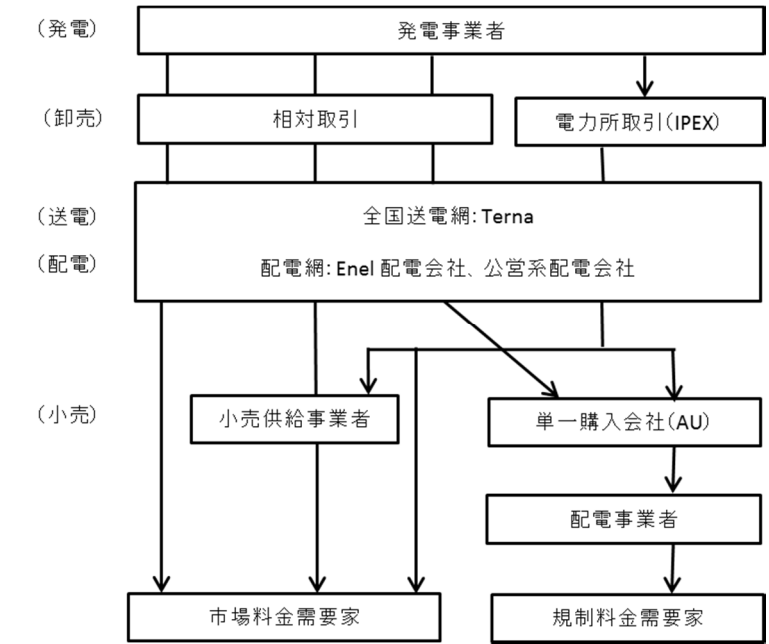 (発電)
発電事業者
(卸売)
相対取引
電力所取引(IPEX)
(送電)
全国送電網: Terna
(配電)
配電網: Enel 配電会社、公営系配電会社
(小売)
小売供給事業者
単一購入会社(AU)
配電事業者
市場料金需要家
規制料金需要家